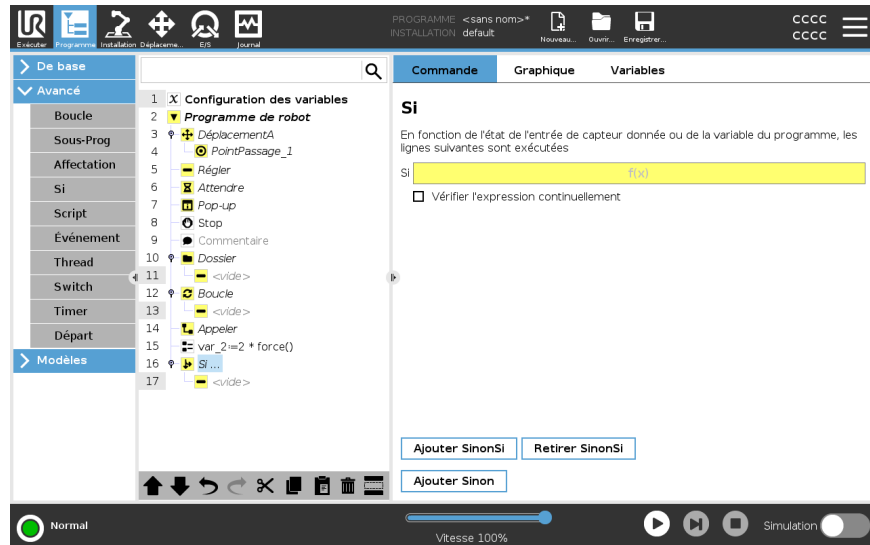 PROGRAMME <sans nom>*
INSTALLATION default
UR
Exécuter
Programme
Installation
Déplaceme...
E/S
Journal
Nouveau...
Ouvrir...
Enregistrer...
CCCC
CCCC
De base
Avancé
Boucle
Sous-Prog
Affectation
Si
Script
Événement
Thread
Switch
Timer
Départ
Modèles
1 X Configuration des variables
2 Programme de robot
3 DéplacementA
4 PointPassage_1
5 Régler
6 Attendre
7 Pop-up
8 Stop
9 Commentaire
10 Dossier
11 <vide>
12 Boucle
13 <vide>
14 Appeler
15 var_2:=2 * force()
16 Si ...
17 <vide>
Commande
Graphique
Variables
Si
En fonction de l'état de l'entrée de capteur donnée ou de la variable du programme, les
lignes suivantes sont exécutées
Si f(x)
Vérifier l'expression continuellement
Ajouter SinonSi
Retirer SinonSi
Ajouter Sinon
Normal
Vitesse 100%
Simulation